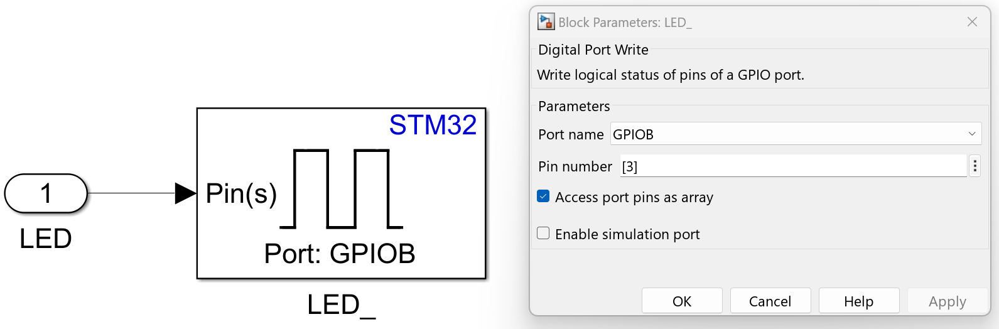 1
LED
STM32
Pin(s)
Port: GPIOB
LED_
Block Parameters: LED_
Digital Port Write
Write logical status of pins of a GPIO port.
Parameters
Port name GPIOB
Pin number [3]
Access port pins as array
Enable simulation port
OK Cancel Help Apply